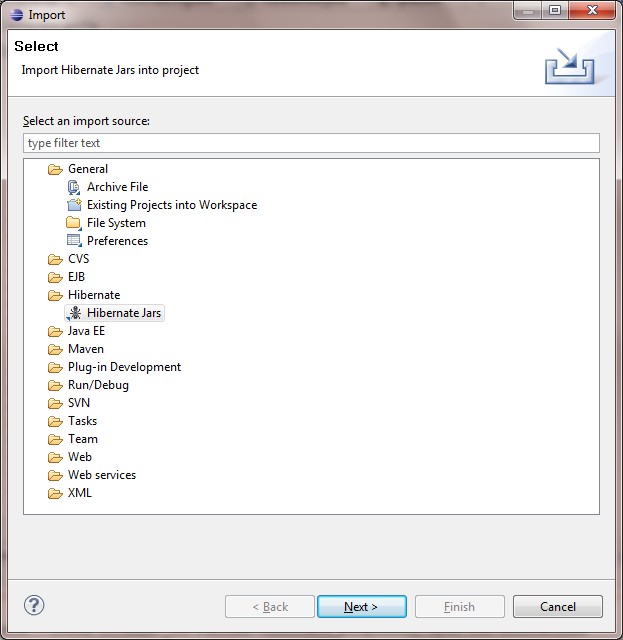 Import
Select
Import Hibernate Jars into project
Select an import source:
type filter text
General
Archive File
Existing Projects into Workspace
File System
Preferences
CVS
EJB
Hibernate
Hibernate Jars
Java EE
Maven
Plug-in Development
Run/Debug
SVN
Tasks
Team
Web
Web services
XML
? < Back Next > Finish Cancel